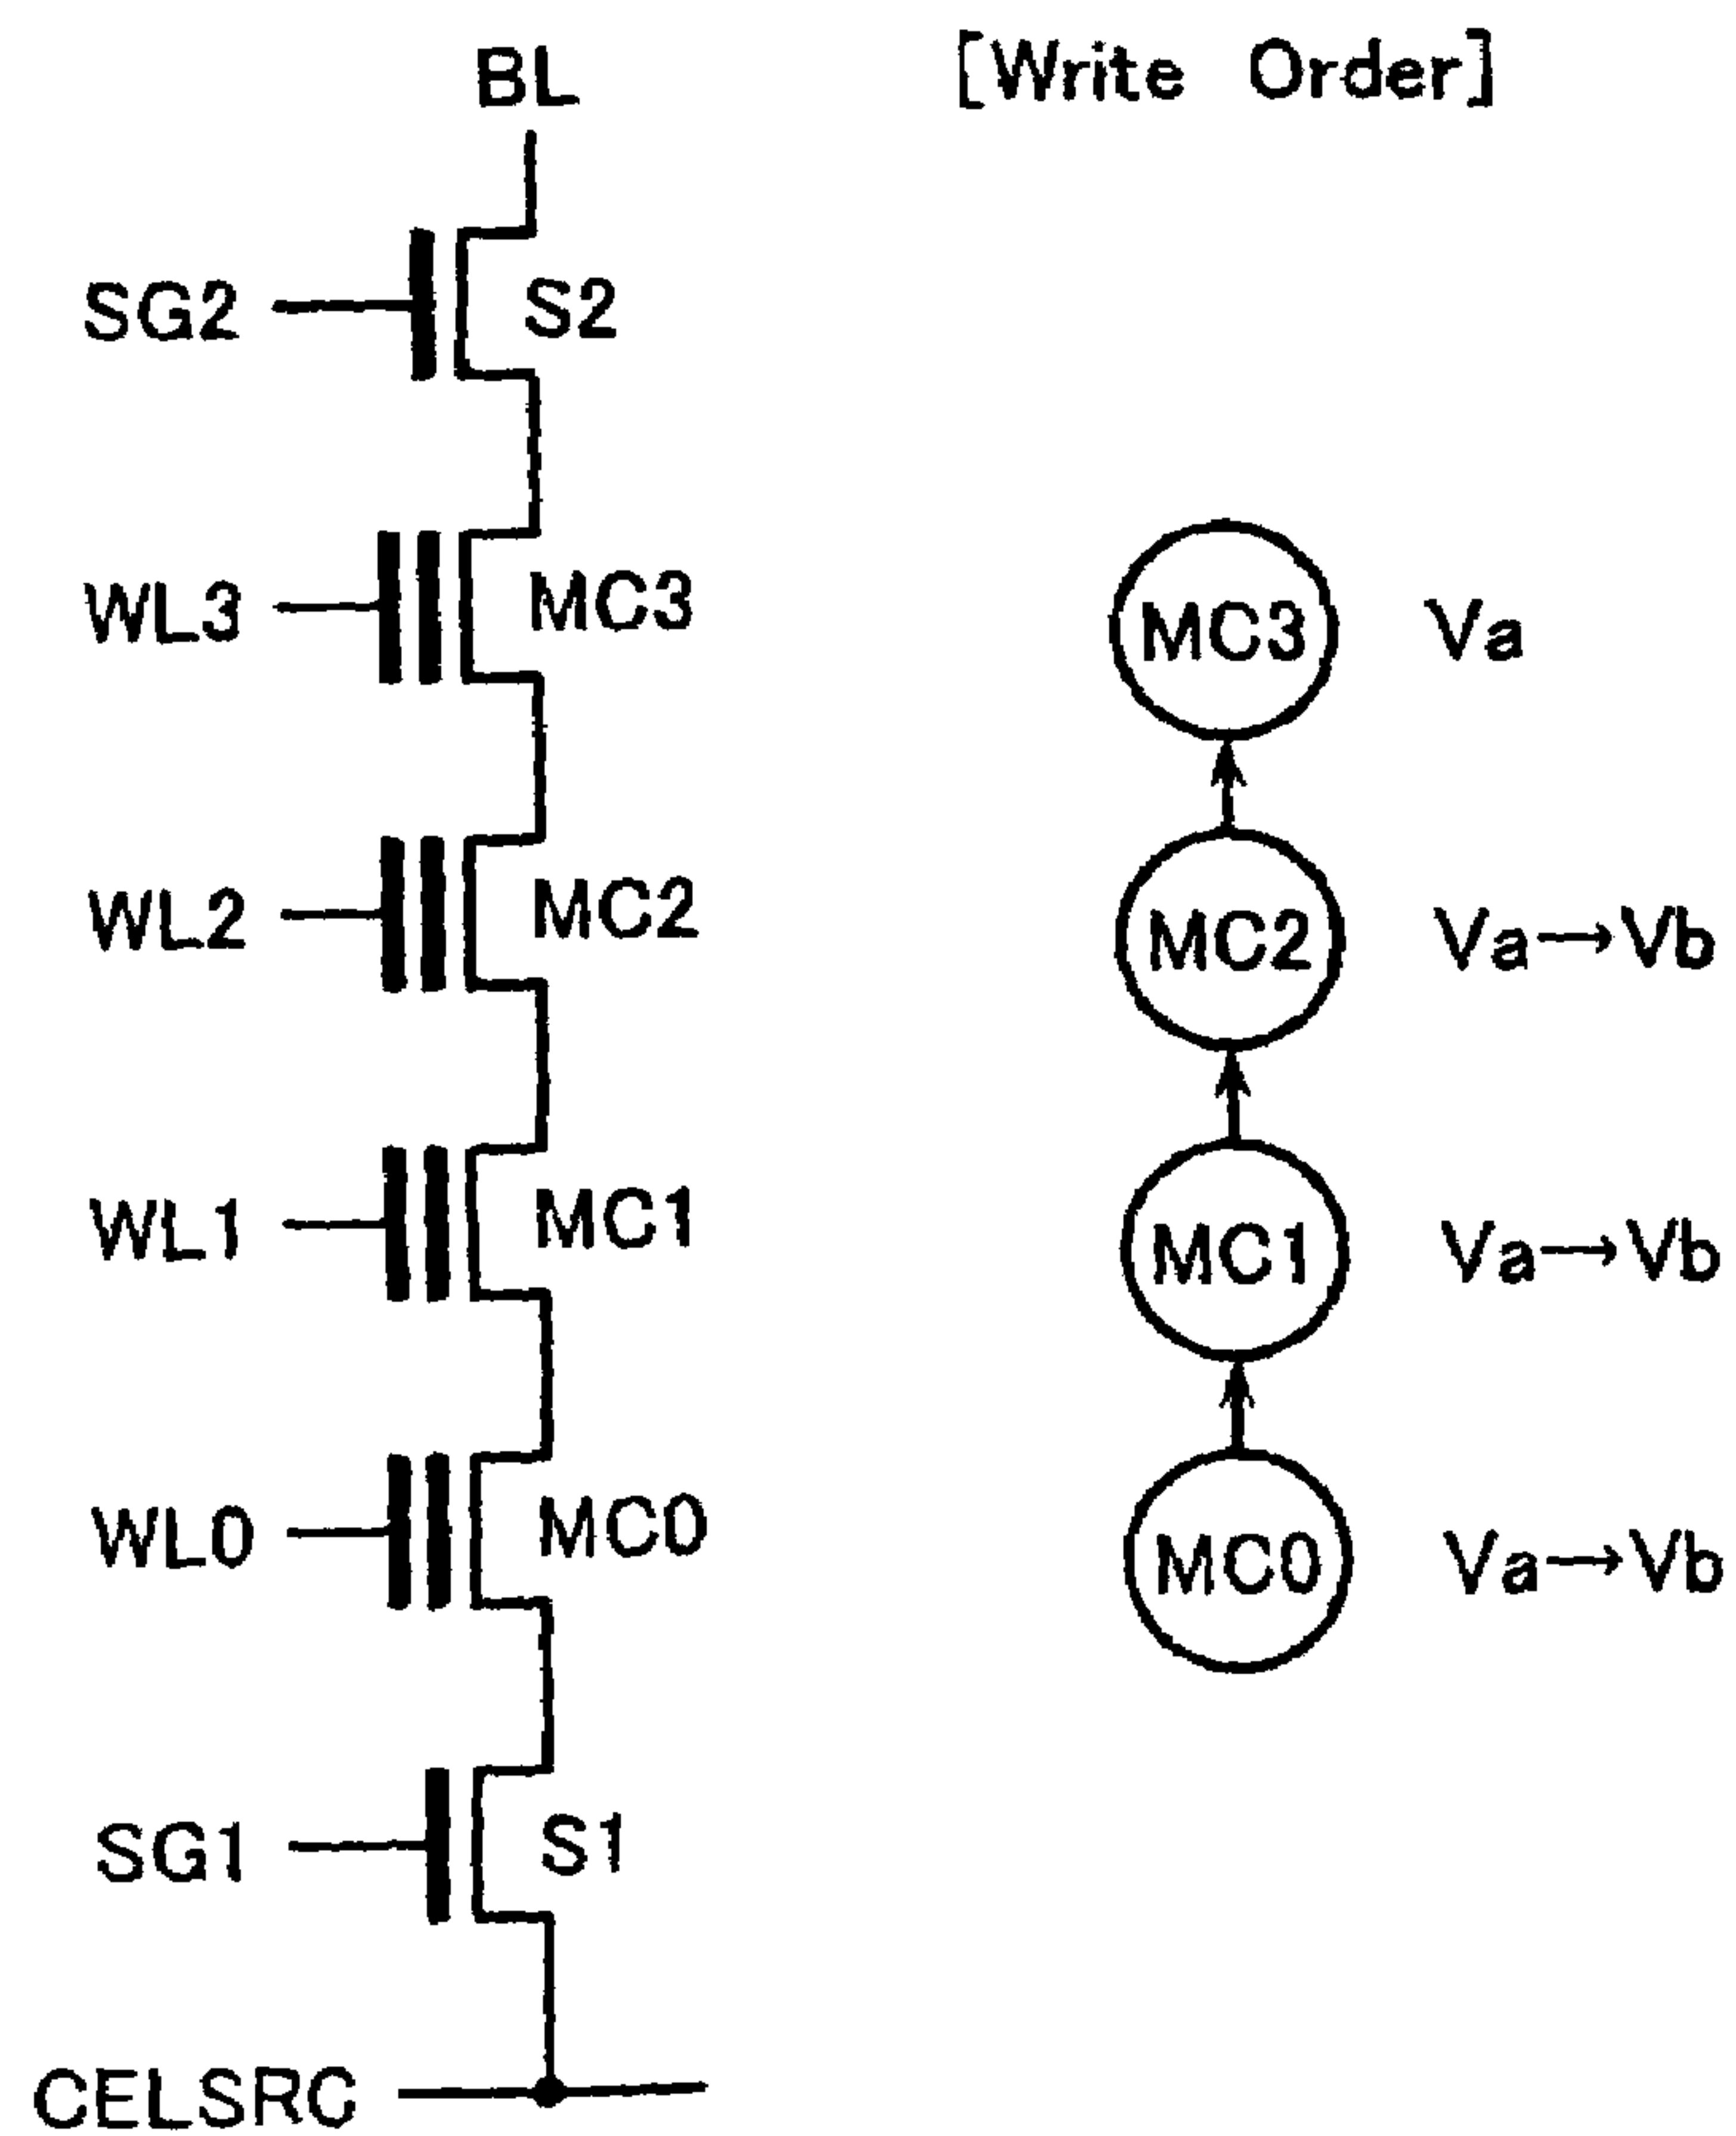 BL [Write Order]
SG2 S2
WL3 MC3 MC3 Va
WL2 MC2 MC2 Va→Vb
WL1 MC1 MC1 Va→Vb
WL0 MC0 MC0 Va→Vb
SG1 S1
CELSRC